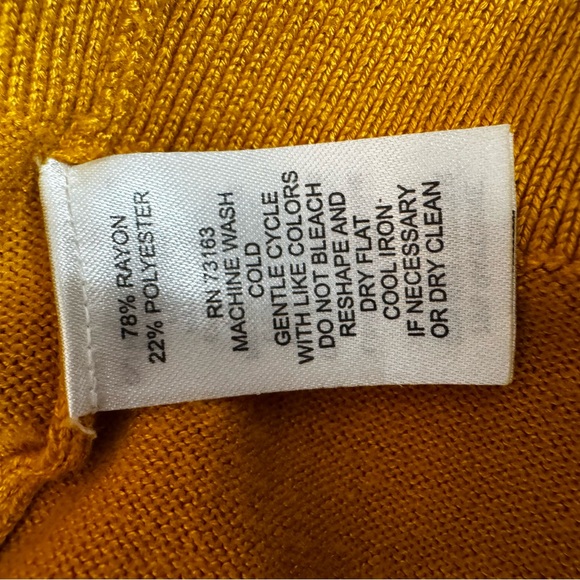 78% RAYON
22% POLYESTER
RN 73163
MACHINE WASH
COLD
GENTLE CYCLE
WITH LIKE COLORS
DO NOT BLEACH
RESHAPE AND
DRY FLAT
COOL IRON
IF NECESSARY
OR DRY CLEAN